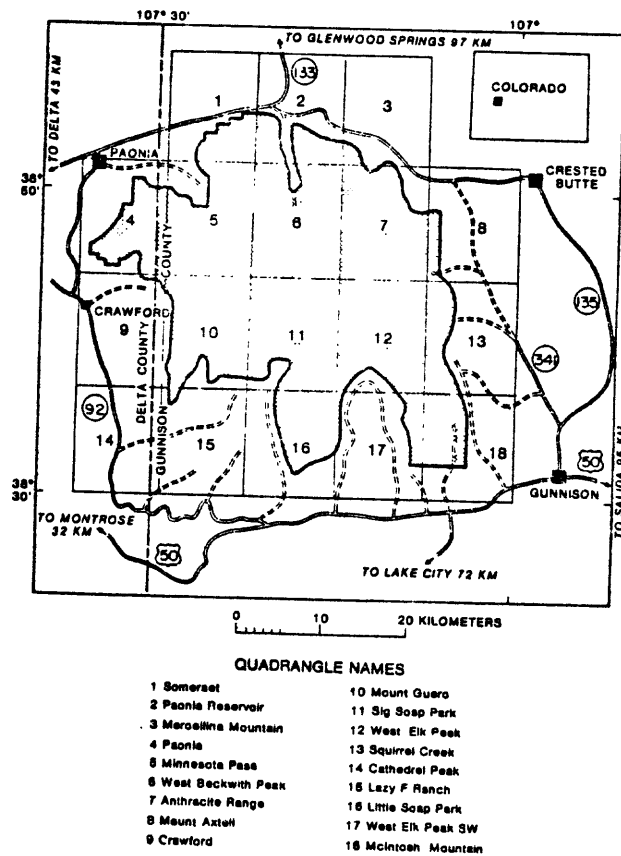 107° 30'
107°
TO GLENWOOD SPRINGS 97 KM
133
COLORADO
1
2
3
TO DELTA 43 KM
PAONIA
CRESTED BUTTE
38°
50'
4
5
6
7
8
COUNTY
135
CRAWFORD
9
10
11
12
13
341
DELTA COUNTY
GUNNISON
92
14
15
16
17
18
38°
30'
50
GUNNISON
TO SALIDA 95 KM
TO MONTROSE
32 KM
50
TO LAKE CITY 72 KM
0 10 20 KILOMETERS
QUADRANGLE NAMES
1 Somerset
2 Paonia Reservoir
3 Marcellina Mountain
4 Paonia
5 Minnesota Pass
6 West Beckwith Peak
7 Anthracite Range
8 Mount Axtell
9 Crawford
10 Mount Guero
11 Big Soap Park
12 West Elk Peak
13 Squirrel Creek
14 Cathedral Peak
15 Lazy F Ranch
16 Little Soap Park
17 West Elk Peak SW
18 McIntosh Mountain